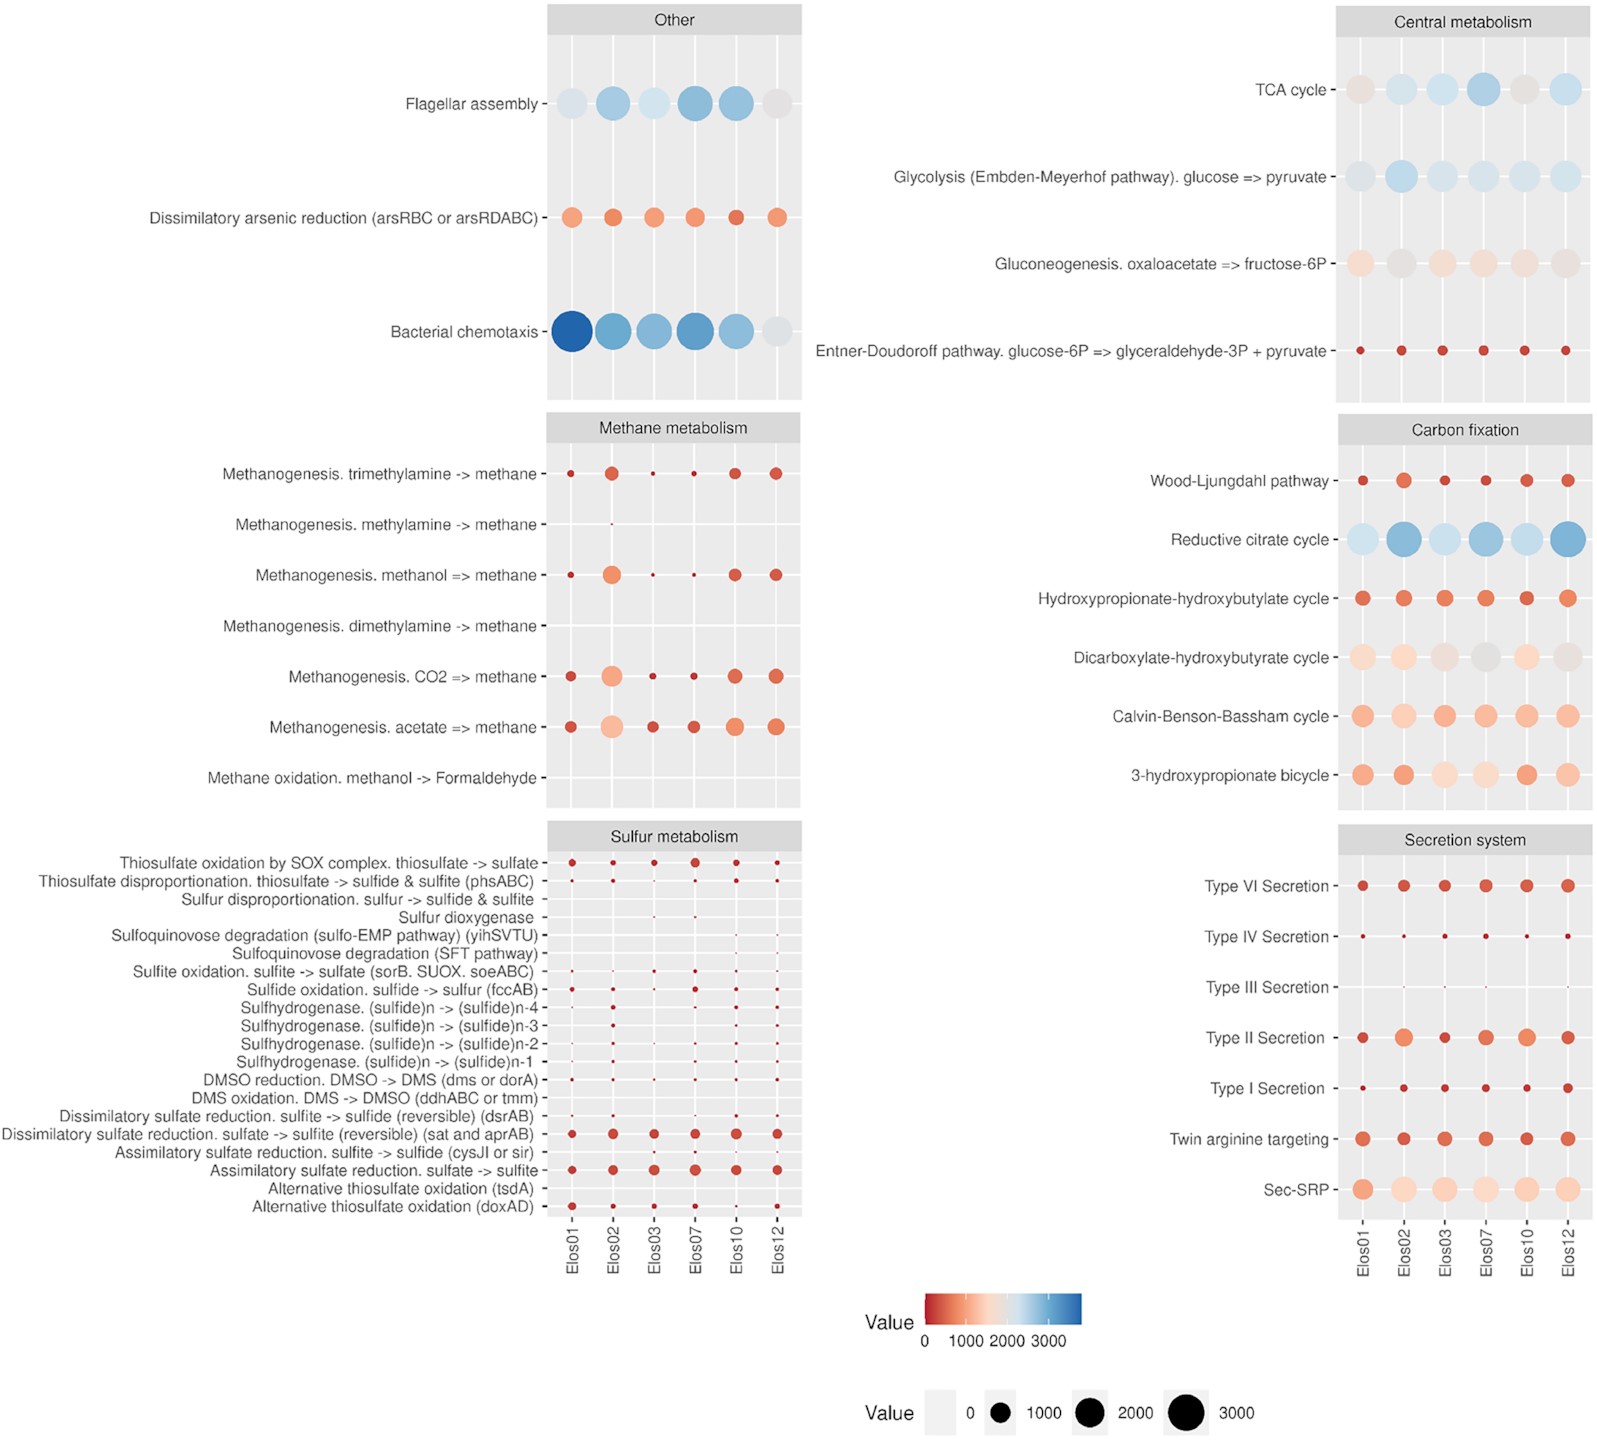 Other
Flagellar assembly
Dissimilatory arsenic reduction (arsRBC or arsRDABC)
Bacterial chemotaxis
Central metabolism
TCA cycle
Glycolysis (Embden-Meyerhof pathway). glucose => pyruvate
Gluconeogenesis. oxaloacetate => fructose-6P
Entner-Doudoroff pathway. glucose-6P => glyceraldehyde-3P + pyruvate
Methane metabolism
Methanogenesis. trimethylamine -> methane
Methanogenesis. methylamine -> methane
Methanogenesis. methanol => methane
Methanogenesis. dimethylamine -> methane
Methanogenesis. CO2 => methane
Methanogenesis. acetate => methane
Methane oxidation. methanol -> Formaldehyde
Carbon fixation
Wood-Ljungdahl pathway
Reductive citrate cycle
Hydroxypropionate-hydroxybutylate cycle
Dicarboxylate-hydroxybutyrate cycle
Calvin-Benson-Bassham cycle
3-hydroxypropionate bicycle
Sulfur metabolism
Thiosulfate oxidation by SOX complex. thiosulfate -> sulfate
Thiosulfate disproportionation. thiosulfate -> sulfide & sulfite (phsABC)
Sulfur disproportionation. sulfur -> sulfide & sulfite
Sulfur dioxygenase
Sulfoquinovose degradation (sulfo-EMP pathway) (yihSVTU)
Sulfoquinovose degradation (SFT pathway)
Sulfite oxidation. sulfite -> sulfate (sorB. SUOX. soeABC)
Sulfide oxidation. sulfide -> sulfur (fccAB)
Sulfhydrogenase. (sulfide)n -> (sulfide)n-4
Sulfhydrogenase. (sulfide)n -> (sulfide)n-3
Sulfhydrogenase. (sulfide)n -> (sulfide)n-2
Sulfhydrogenase. (sulfide)n -> (sulfide)n-1
DMSO reduction. DMSO -> DMS (dms or dorA)
DMS oxidation. DMS -> DMSO (ddhABC or tmm)
Dissimilatory sulfate reduction. sulfite -> sulfide (reversible) (dsrAB)
Dissimilatory sulfate reduction. sulfate -> sulfite (reversible) (sat and aprAB)
Assimilatory sulfate reduction. sulfite -> sulfide (cysJI or sir)
Assimilatory sulfate reduction. sulfate -> sulfite
Alternative thiosulfate oxidation (tsdA)
Alternative thiosulfate oxidation (doxAD)
Elos01 Elos02 Elos03 Elos07 Elos10 Elos12
Secretion system
Type VI Secretion
Type IV Secretion
Type III Secretion
Type II Secretion
Type I Secretion
Twin arginine targeting
Sec-SRP
Elos01 Elos02 Elos03 Elos07 Elos10 Elos12
Value
0 1000 2000 3000
Value 0 1000 2000 3000